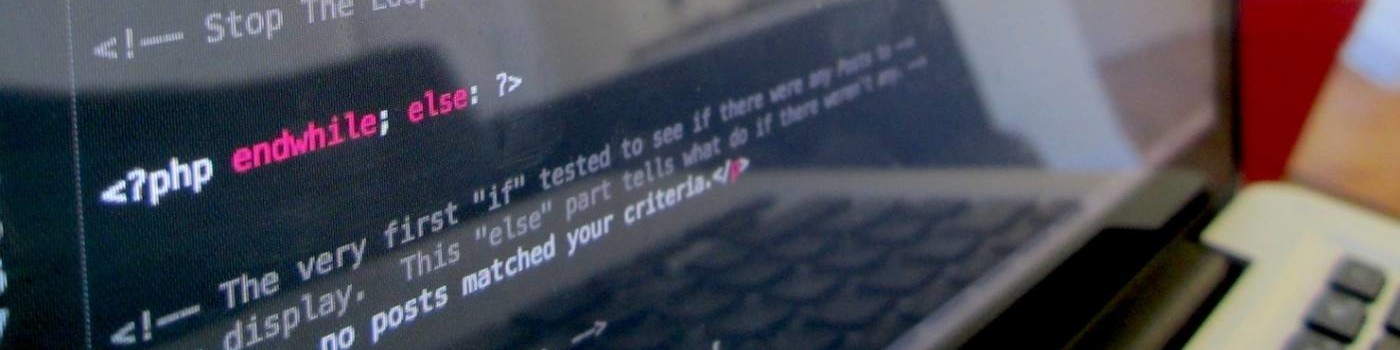 <!-- Stop The Loop
<?php endwhile; else: ?>
<!-- The very first "if" tested to see if there were any Posts to -->
display. This "else" part tells what do if there weren't any. -->
no posts matched your criteria.</p>
-->